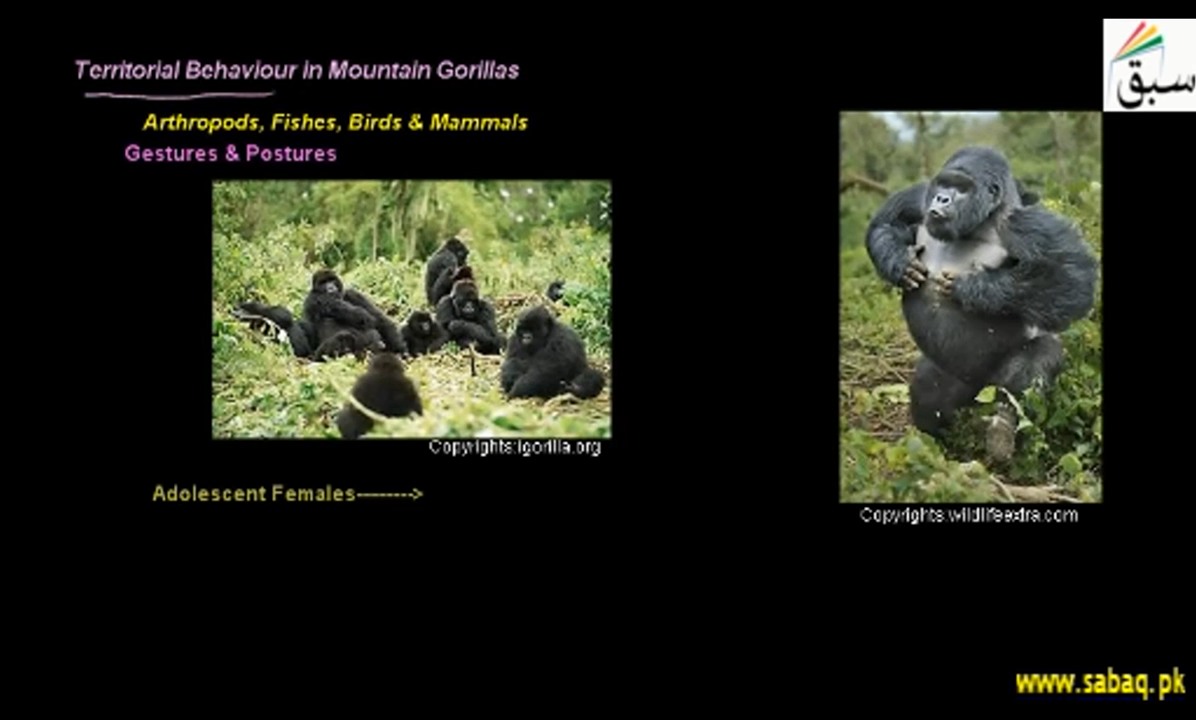 سبق
Territorial Behaviour in Mountain Gorillas
Arthropods, Fishes, Birds & Mammals
Gestures & Postures
Copyrights:igorilla.org
Adolescent Females-------->
Copyrights:wildlifeextra.com
www.sabaq.pk